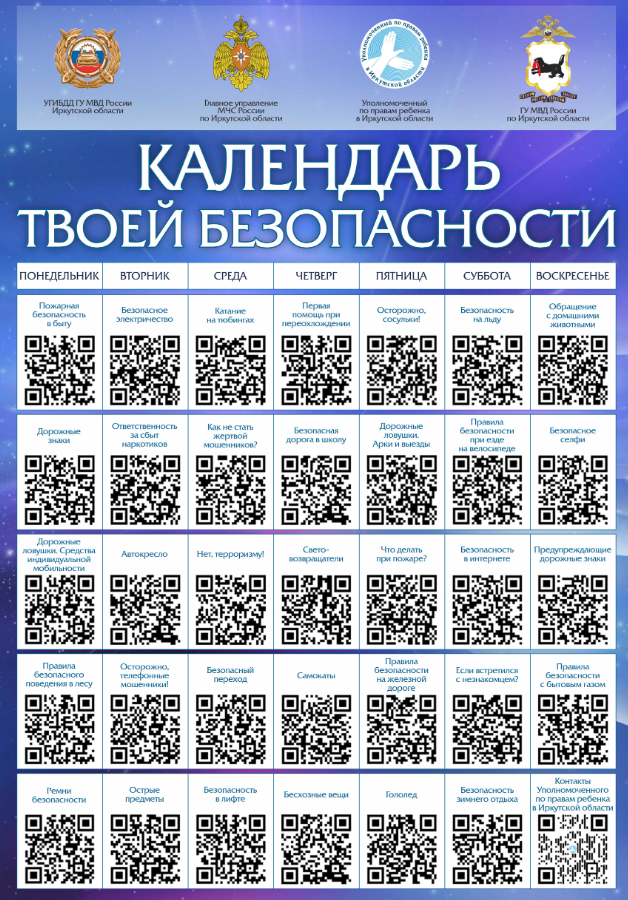 УГИБДД ГУ МВД России
Иркутской области
Главное управление
МЧС России
по Иркутской области
Уполномоченный по правам ребенка
в Иркутской области
Уполномоченный
по правам ребенка
в Иркутской области
ГУ МВД России
по Иркутской области
КАЛЕНДАРЬ
ТВОЕЙ БЕЗОПАСНОСТИ
ПОНЕДЕЛЬНИК ВТОРНИК СРЕДА ЧЕТВЕРГ ПЯТНИЦА СУББОТА ВОСКРЕСЕНЬЕ
Пожарная
безопасность
в быту
Безопасное
электричество
Катание
на тюбингах
Первая
помощь при
переохлождении
Осторожно,
сосульки!
Безопасность
на льду
Обращение
с домашними
животными
Дорожные
знаки
Ответственность
за сбыт
наркотиков
Как не стать
жертвой
мошенников?
Безопасная
дорога в школу
Дорожные
ловушки.
Арки и выезды
Правила
безопасности
при езде
на велосипеде
Безопасное
селфи
Дорожные
ловушки. Средства
индивидуальной
мобильности
Автокресло
Нет, терроризму!
Свето-
возвращатели
Что делать
при пожаре?
Безопасность
в интернете
Предупреждающие
дорожные знаки
Правила
безопасного
поведения в лесу
Осторожно,
телефонные
мошенники!
Безопасный
переход
Самокаты
Правила
безопасности
на железной
дороге
Если встретился
с незнакомцем?
Правила
безопасности
с бытовым газом
Ремни
безопасности
Острые
предметы
Безопасность
в лифте
Бесхозные вещи
Гололед
Безопасность
зимнего отдыха
Контакты
Уполномоченного
по правам ребенка
в Иркутской области